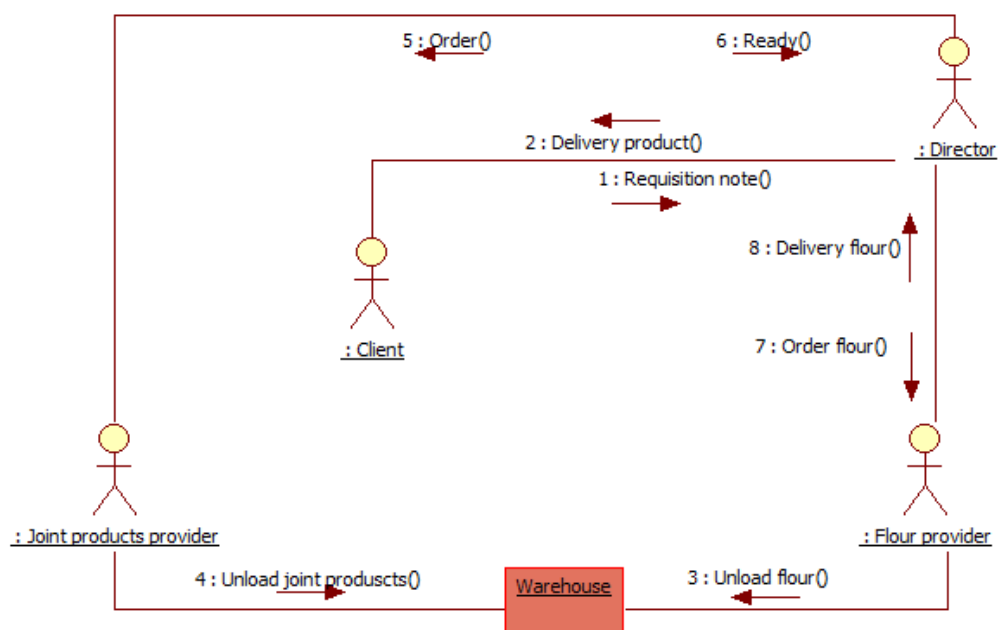 5 : Order()
6 : Ready()
2 : Delivery product()
: Director
1 : Requisition note()
8 : Delivery flour()
: Client
7 : Order flour()
: Joint products provider
: Flour provider
4 : Unload joint produscts()
Warehouse
3 : Unload flour()